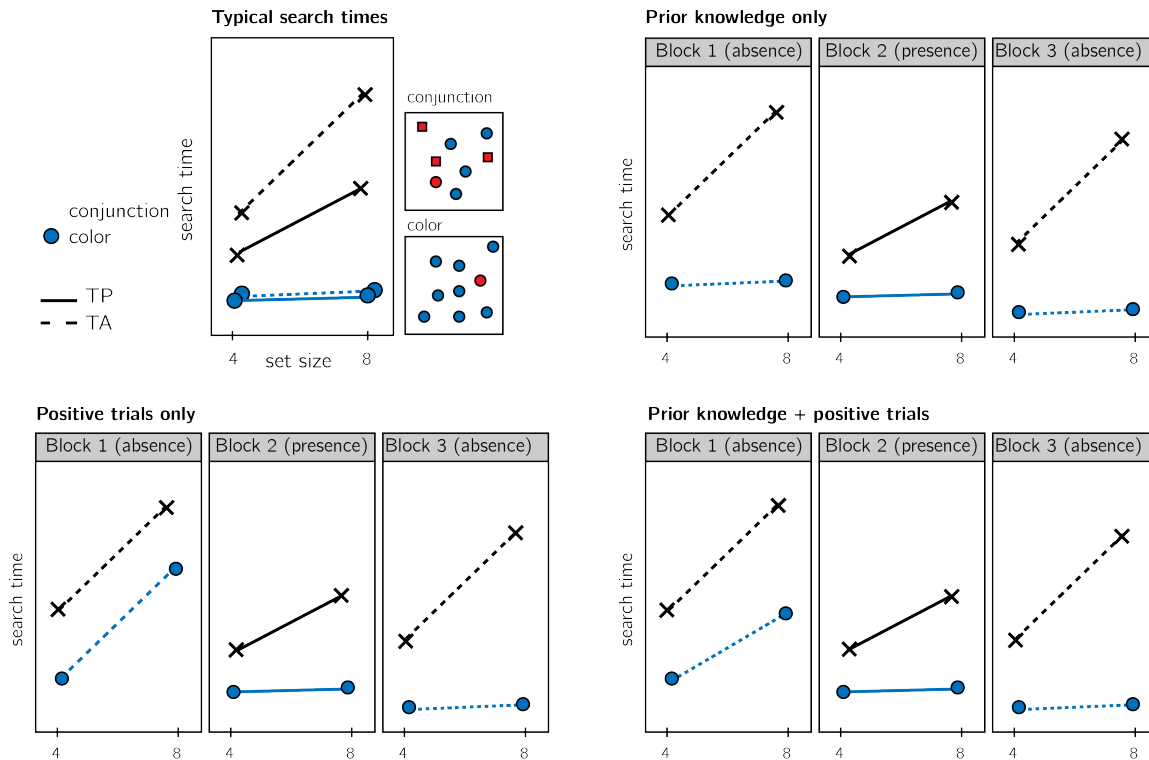 Typical search times
search time
4
8
set size
conjunction
color
TP
TA
conjunction
color
Prior knowledge only
Block 1 (absence)
Block 2 (presence)
Block 3 (absence)
search time
4
8
4
8
4
8
Positive trials only
Block 1 (absence)
Block 2 (presence)
Block 3 (absence)
search time
4
8
4
8
4
8
Prior knowledge + positive trials
Block 1 (absence)
Block 2 (presence)
Block 3 (absence)
search time
4
8
4
8
4
8